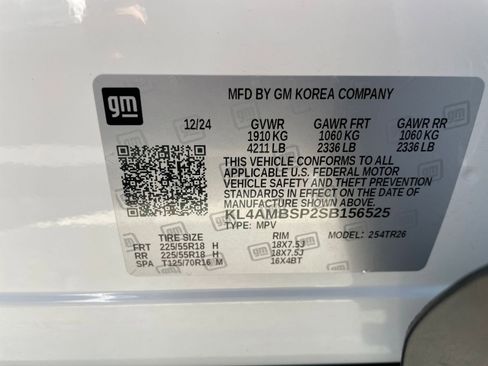 gm
MFD BY GM KOREA COMPANY
12/24 GVWR GAWR FRT GAWR RR
1910 KG 1060 KG 1060 KG
4211 LB 2336 LB 2336 LB
THIS VEHICLE CONFORMS TO ALL
APPLICABLE U.S. FEDERAL MOTOR
VEHICLE SAFETY AND THEFT PREVENTION
STANDARDS IN EFFECT ON THE DATE
OF MANUFACTURE SHOWN ABOVE.
KL4AMBSP2SB156525
TYPE: MPV MODEL: 254TR26
TIRE SIZE RIM
FRT 225/55R18 H 18X7.5J
RR 225/55R18 H 18X7.5J
SPA T125/70R16 M 16X4BT